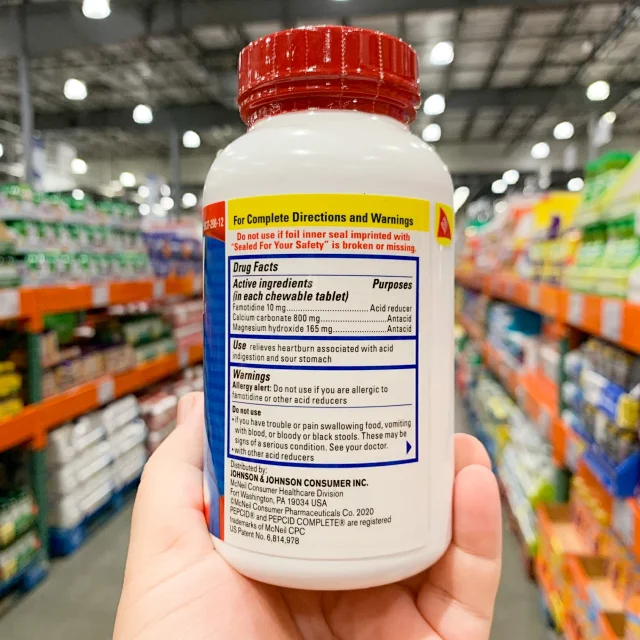 For Complete Directions and Warnings
Do not use if foil inner seal imprinted with
"Sealed For Your Safety" is broken or missing.
Drug Facts
Active ingredients Purposes
(in each chewable tablet)
Famotidine 10 mg....................Acid reducer
Calcium carbonate 800 mg....................Antacid
Magnesium hydroxide 165 mg....................Antacid
Use relieves heartburn associated with acid
indigestion and sour stomach
Warnings
Allergy alert: Do not use if you are allergic to
famotidine or other acid reducers
Do not use
• if you have trouble or pain swallowing food, vomiting
with blood, or bloody or black stools. These may be
signs of a serious condition. See your doctor.
• with other acid reducers
Distributed by:
JOHNSON & JOHNSON CONSUMER INC.
McNeil Consumer Healthcare Division
Fort Washington, PA 19034 USA
©McNeil Consumer Pharmaceuticals Co. 2020
PEPCID® and PEPCID COMPLETE® are registered
trademarks of McNeil CPC
US Patent No. 6,814,978